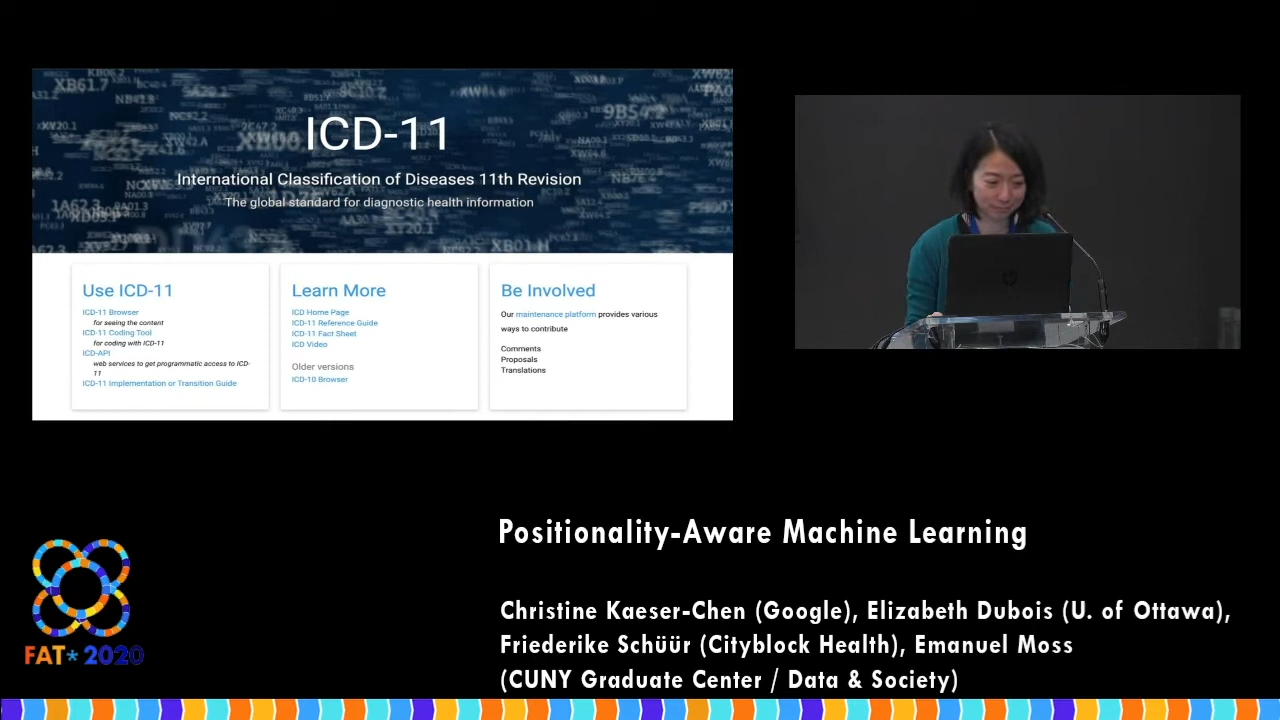 ICD-11
International Classification of Diseases 11th Revision
The global standard for diagnostic health information
Use ICD-11
ICD-11 Browser
for seeing the content
ICD-11 Coding Tool
for coding with ICD-11
ICD-API
web services to get programmatic access to ICD-
11
ICD-11 Implementation or Transition Guide
Learn More
ICD Home Page
ICD-11 Reference Guide
ICD-11 Fact Sheet
ICD Video
Older versions
ICD-10 Browser
Be Involved
Our maintenance platform provides various
ways to contribute
Comments
Proposals
Translations
Positionality-Aware Machine Learning
Christine Kaeser-Chen (Google), Elizabeth Dubois (U. of Ottawa),
Friederike Schüür (Cityblock Health), Emanuel Moss
(CUNY Graduate Center / Data & Society)
FAT* 2020